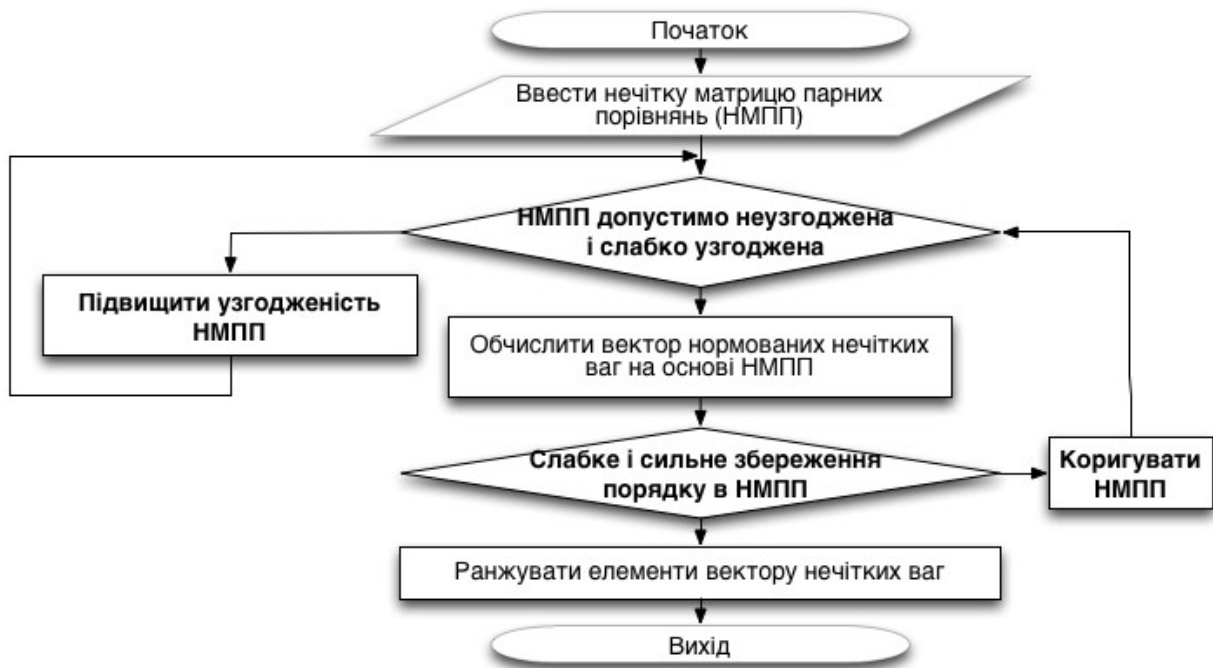 Початок
Ввести нечітку матрицю парних
порівнянь (НМПП)
НМПП допустимо неузгоджена
і слабко узгоджена
Підвищити узгодженість
НМПП
Обчислити вектор нормованих нечітких
ваг на основі НМПП
Слабке і сильне збереження
порядку в НМПП
Коригувати
НМПП
Ранжувати елементи вектору нечітких ваг
Вихід